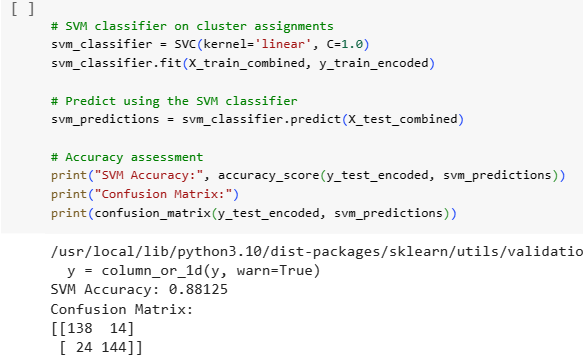 [ ]
# SVM classifier on cluster assignments
svm_classifier = SVC(kernel='linear', C=1.0)
svm_classifier.fit(X_train_combined, y_train_encoded)
# Predict using the SVM classifier
svm_predictions = svm_classifier.predict(X_test_combined)
# Accuracy assessment
print("SVM Accuracy:", accuracy_score(y_test_encoded, svm_predictions))
print("Confusion Matrix:")
print(confusion_matrix(y_test_encoded, svm_predictions))
/usr/local/lib/python3.10/dist-packages/sklearn/utils/validatio
  y = column_or_1d(y, warn=True)
SVM Accuracy: 0.88125
Confusion Matrix:
[[138  14]
 [ 24 144]]